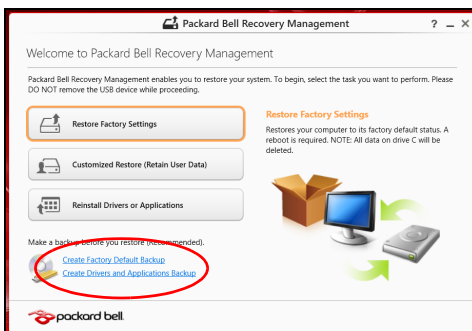 Packard Bell Recovery Management
? _ X
Welcome to Packard Bell Recovery Management
Packard Bell Recovery Management enables you to restore your system. To begin, select the task you want to perform. Please
DO NOT remove the USB device while proceeding.
Restore Factory Settings
Customized Restore (Retain User Data)
Reinstall Drivers or Applications
Restore Factory Settings
Restores your computer to its factory default status. A
reboot is required. NOTE: All data on drive C will be
deleted.
Make a backup before you restore (Recommended).
Create Factory Default Backup
Create Drivers and Applications Backup
packard bell.